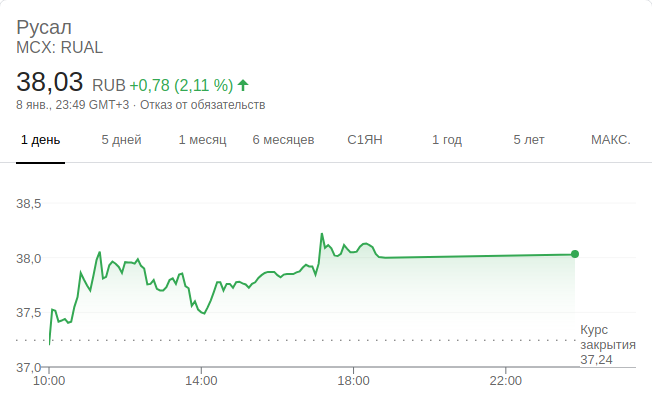 Русал
MCX: RUAL
38,03 RUB +0,78 (2,11 %)
8 янв., 23:49 GMT+3 · Отказ от обязательств
1 день 5 дней 1 месяц 6 месяцев С1ЯН 1 год 5 лет МАКС.
38,5
38,0
37,5
Курс
закрытия
37,24
37,0
10:00 14:00 18:00 22:00